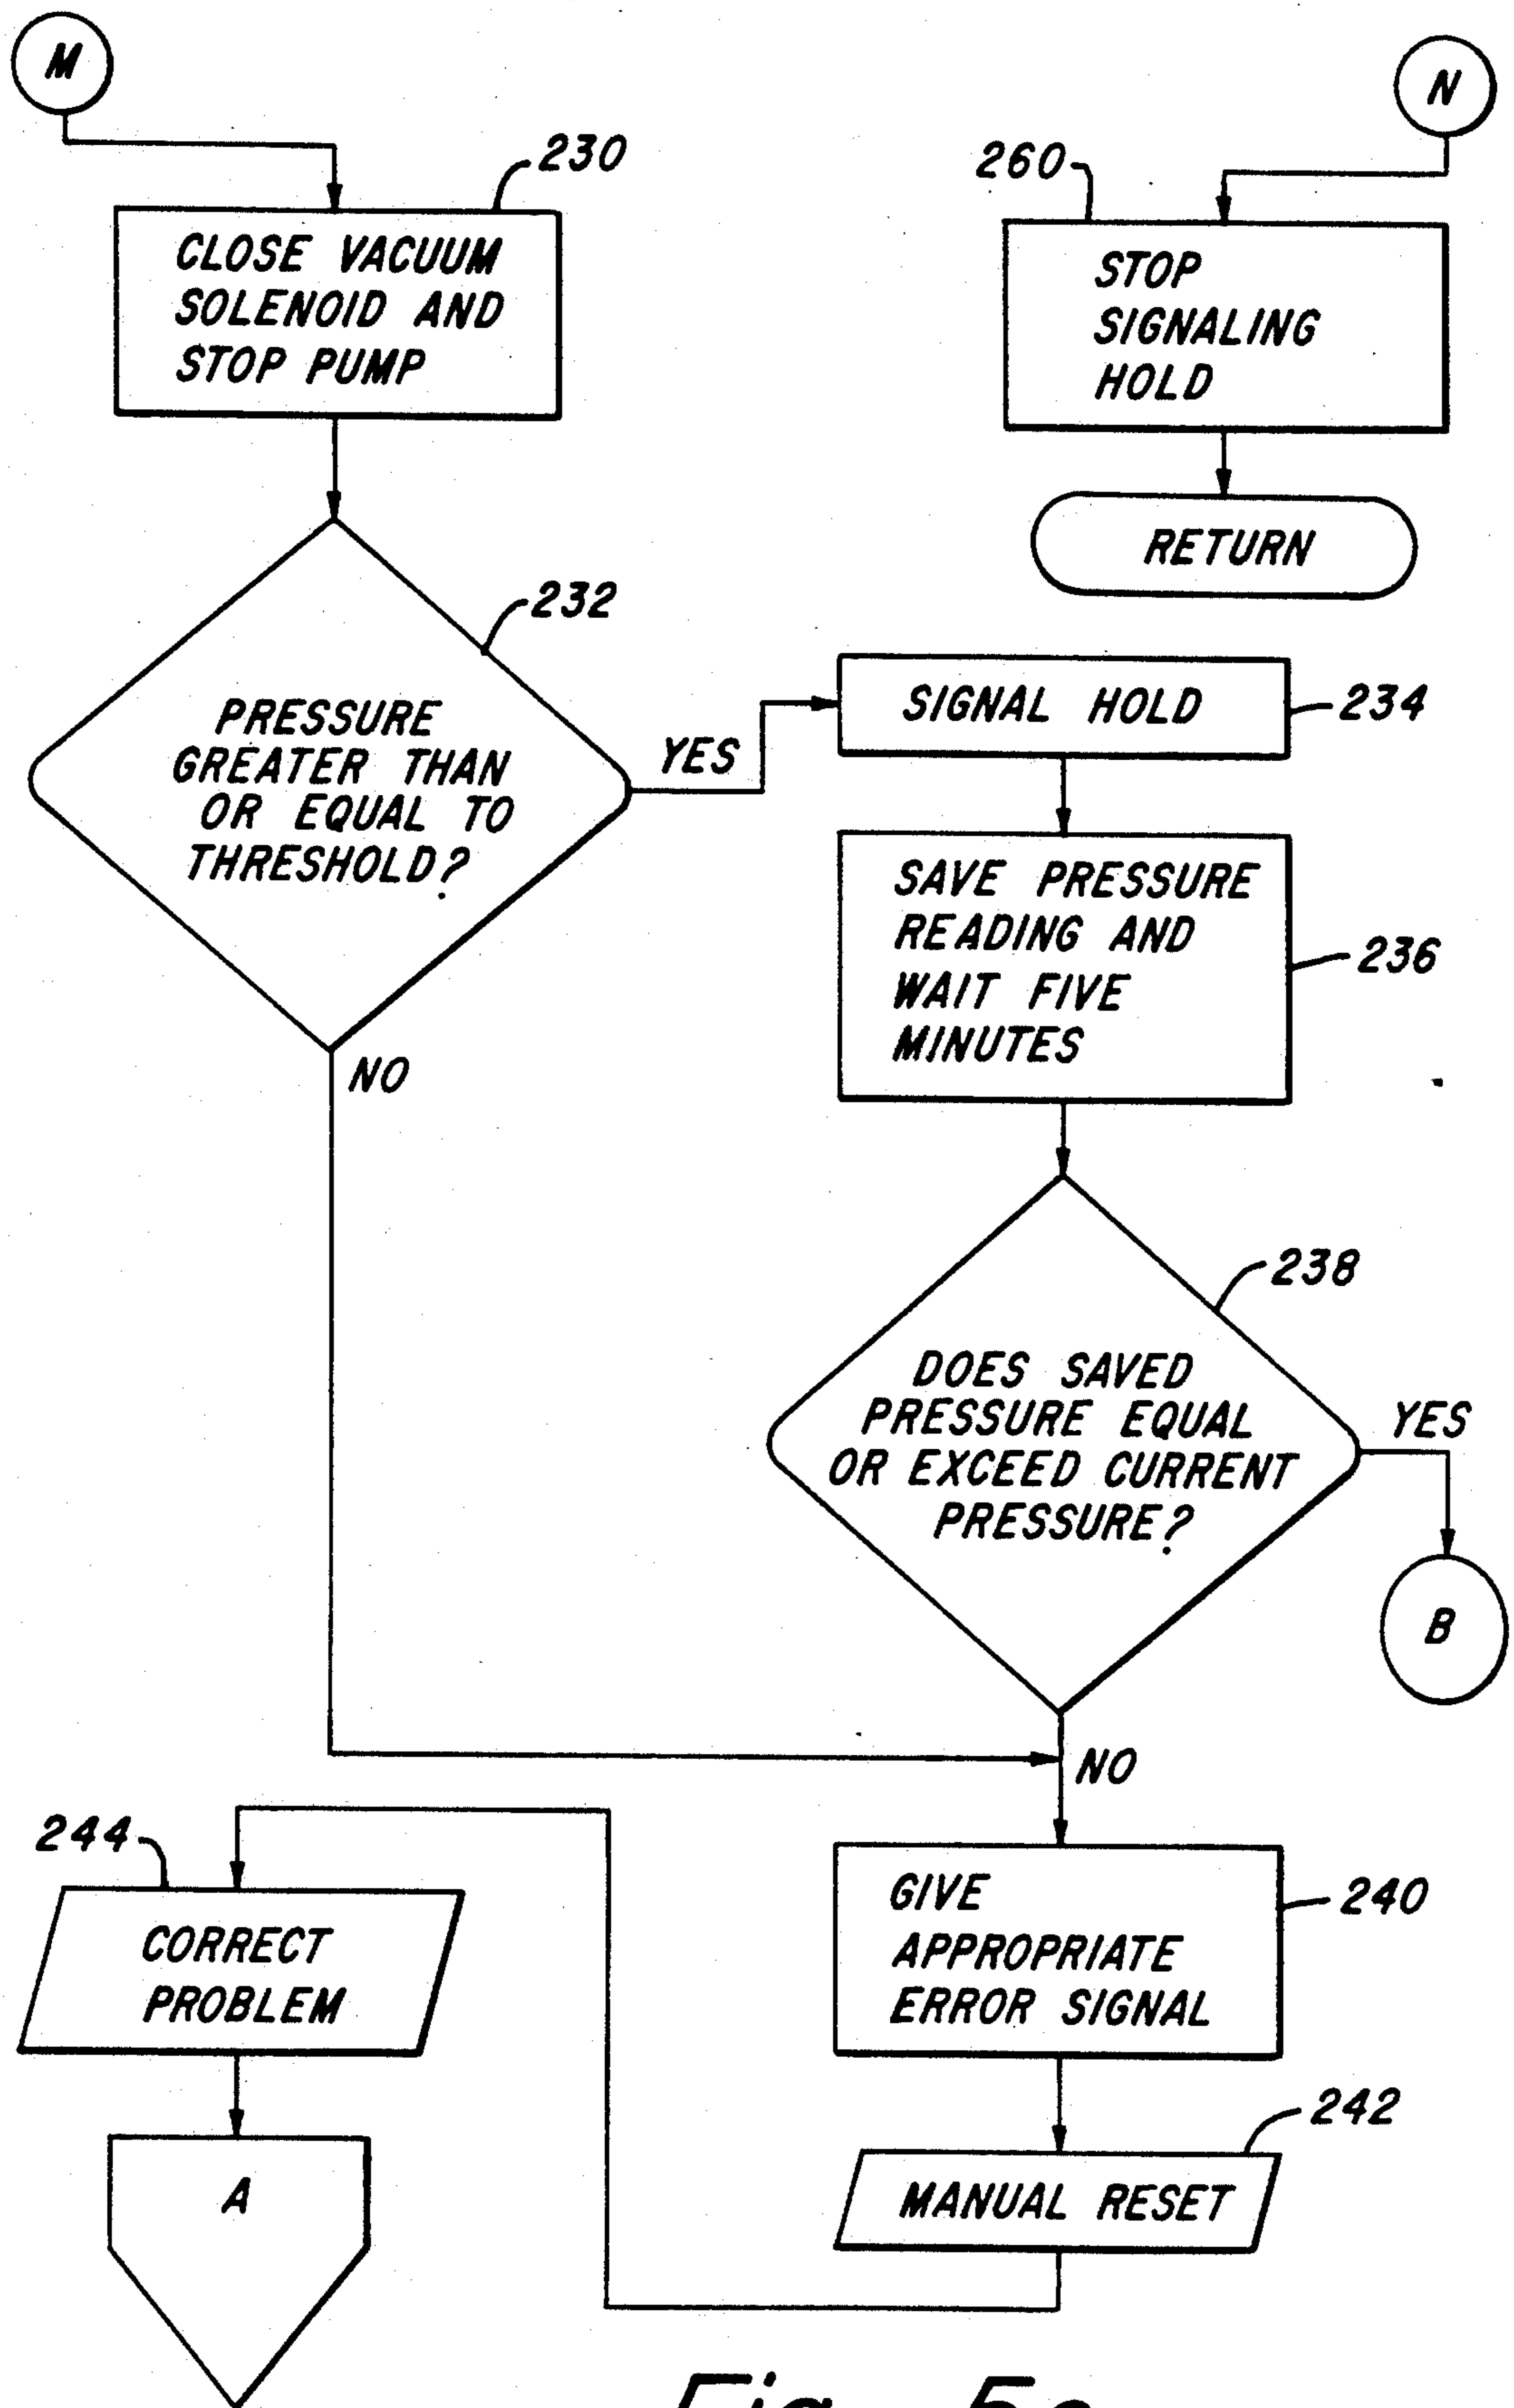 M
N
230
260
CLOSE VACUUM
SOLENOID AND
STOP PUMP
STOP
SIGNALING
HOLD
RETURN
232
PRESSURE
GREATER THAN
OR EQUAL TO
THRESHOLD?
YES
NO
SIGNAL HOLD
234
SAVE PRESSURE
READING AND
WAIT FIVE
MINUTES
236
238
DOES SAVED
PRESSURE EQUAL
OR EXCEED CURRENT
PRESSURE?
YES
B
NO
GIVE
APPROPRIATE
ERROR SIGNAL
240
242
MANUAL RESET
244
CORRECT
PROBLEM
A